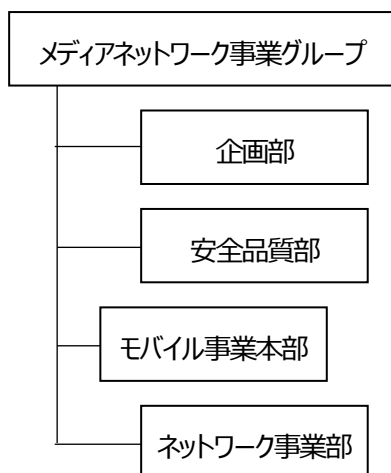 メディアネットワーク事業グループ
企画部
安全品質部
モバイル事業本部
ネットワーク事業部